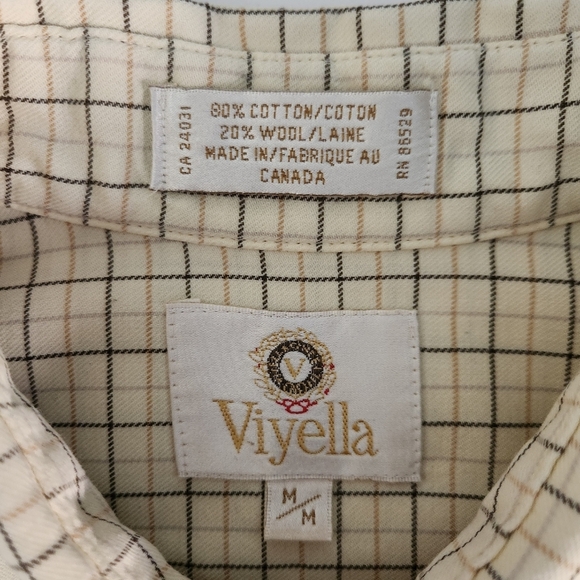 80% COTTON/COTON
20% WOOL/LAINE
MADE IN/FABRIQUE AU
CANADA
CA 24031
RN 86529
V
Viyella
M/M